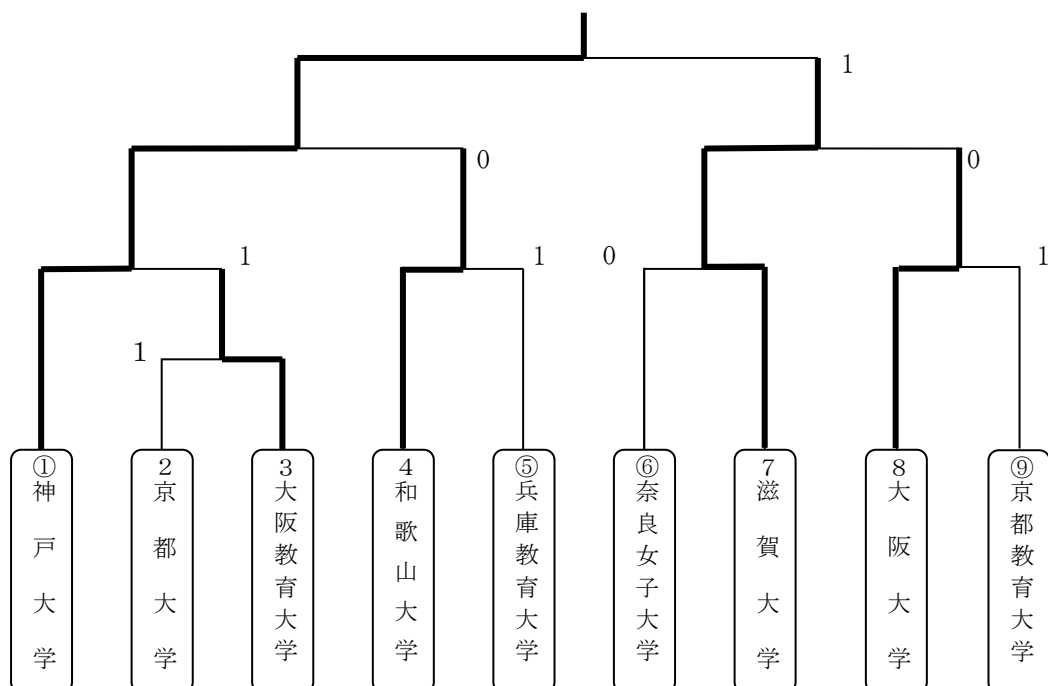 1
0
0
1
1
0
1
1
①神戸大学
2京都大学
3大阪教育大学
4和歌山大学
⑤兵庫教育大学
⑥奈良女子大学
7滋賀大学
8大阪大学
⑨京都教育大学